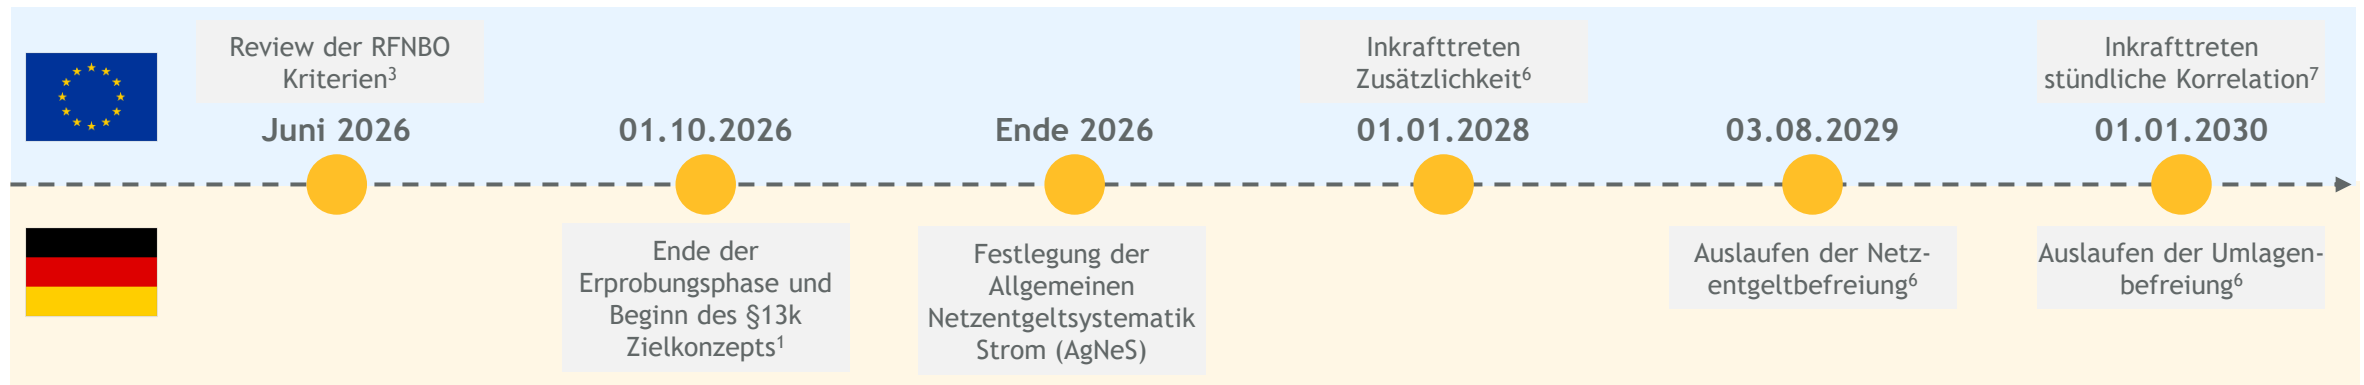 Review der RFNBO
Kriterien³
Inkrafttreten
Zusätzlichkeit⁶
Inkrafttreten
stündliche Korrelation⁷
Juni 2026
01.10.2026
Ende 2026
01.01.2028
03.08.2029
01.01.2030
Ende der
Erprobungsphase und
Beginn des §13k
Zielkonzepts¹
Festlegung der
Allgemeinen
Netzentgeltsystematik
Strom (AgNeS)
Auslaufen der Netz-
entgeltbefreiung⁶
Auslaufen der Umlagen-
befreiung⁶